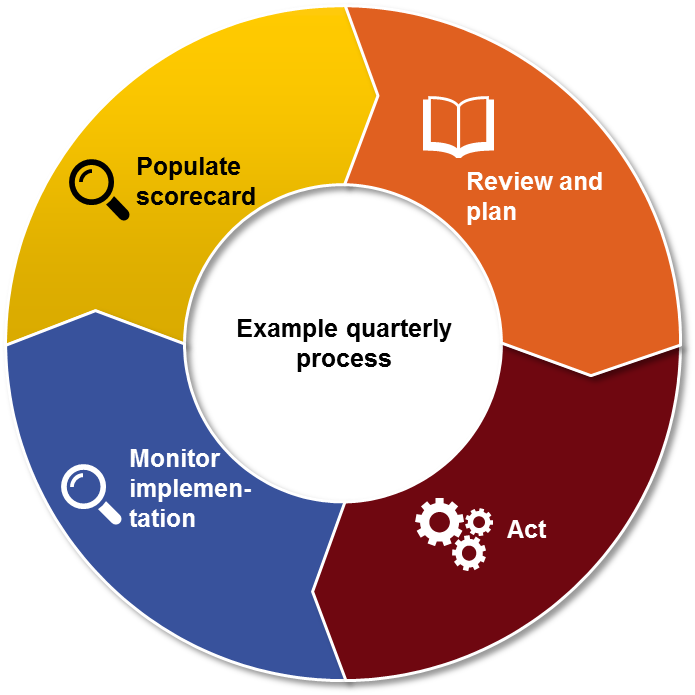 Populate
scorecard
Review and
plan
Example quarterly
process
Monitor
implemen-
tation
Act